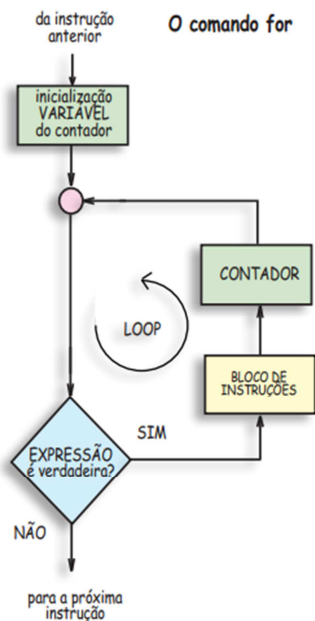 da instrução
anterior
O comando for
inicialização
VARIÁVEL
do contador
CONTADOR
LOOP
BLOCO DE
INSTRUÇÕES
SIM
EXPRESSÃO
é verdadeira?
NÃO
para a próxima
instrução